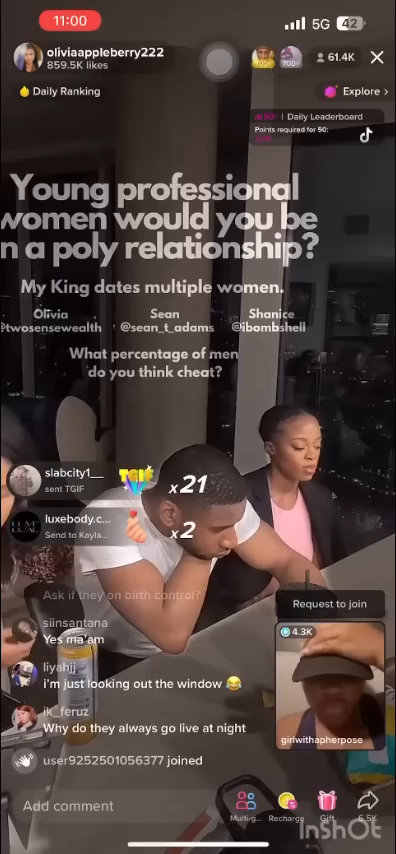 11:00
5G 42
oliviaappleberry222
859.5K likes
700+
700+
61.4K
Daily Ranking
Explore >
50+ | Daily Leaderboard
Points required for 50:
Young professional
women would you be
n a poly relationship?
My King dates multiple women.
Olivia
@twosensewealth
Sean
@sean_t_adams
Shanice
@ibombshell
What percentage of men
do you think cheat?
slabcity1__
sent TGIF
TGIF
x21
luxebody.c...
Send to Kayla...
x2
Ask if they on birth control?
siinsantana
Yes ma'am
liyahjj
i'm just looking out the window 😂
ik_feruz
Why do they always go live at night
user9252501056377 joined
Request to join
4.3K
girlwithapherpose
Add comment
Multi-g...
Recharge
Gift
6.5K
InShOt